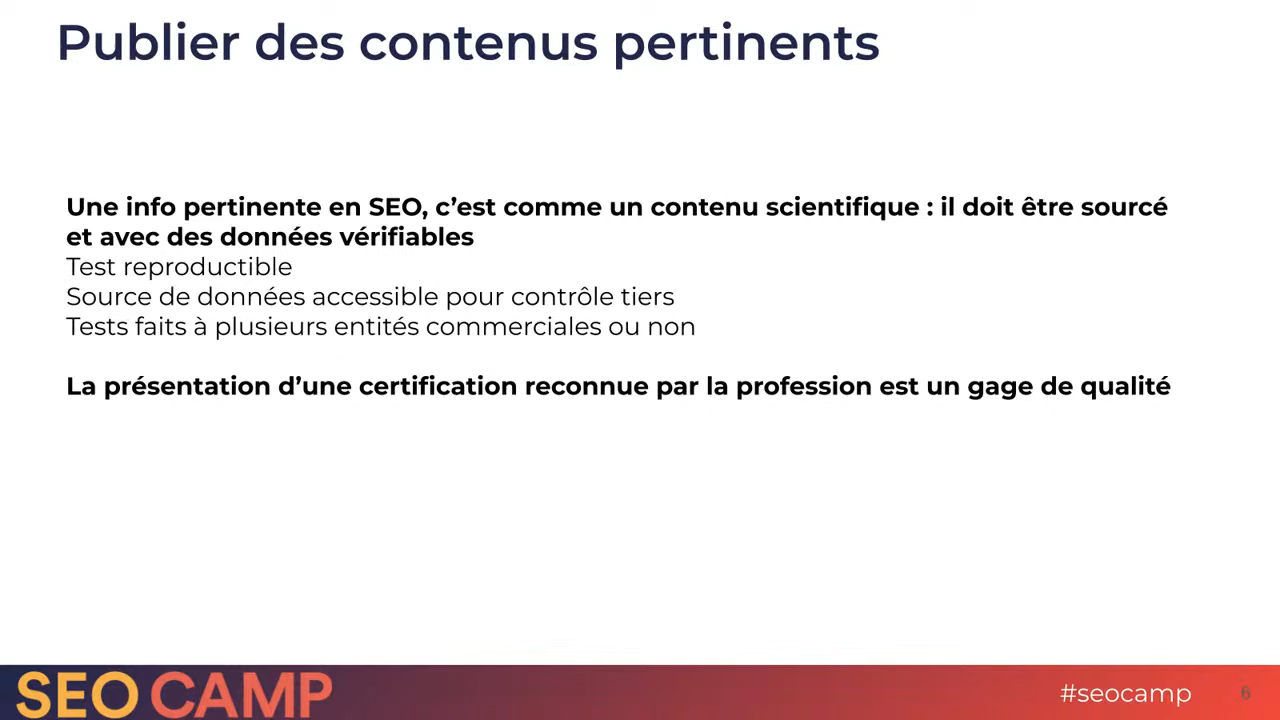 Publier des contenus pertinents
Une info pertinente en SEO, c’est comme un contenu scientifique : il doit être sourcé
et avec des données vérifiables
Test reproductible
Source de données accessible pour contrôle tiers
Tests faits à plusieurs entités commerciales ou non
La présentation d’une certification reconnue par la profession est un gage de qualité
SEO CAMP
#seocamp
6